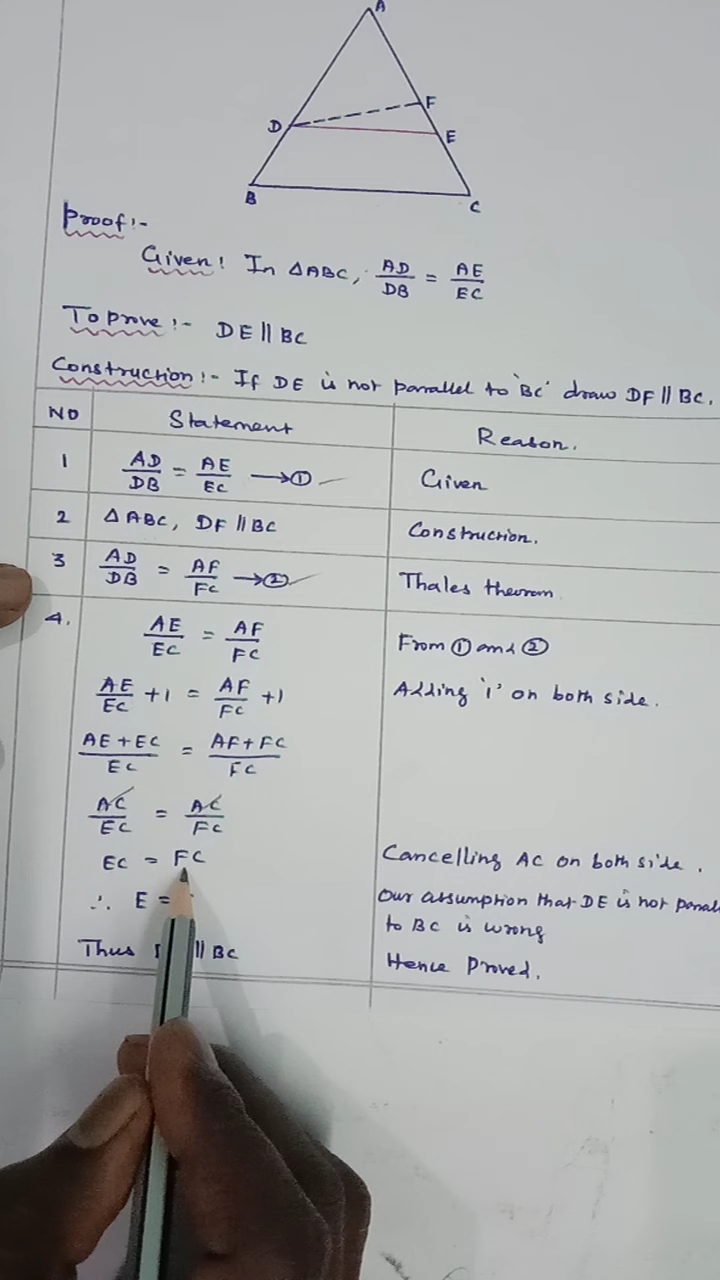 A
F
D
E
B
C
Proof:-
Given: In ΔABC, AD/DB = AE/EC
To prove :- DE || BC
Construction:- If DE is not parallel to 'BC' draw DF || BC.
NO Statement Reason.
1 AD/DB = AE/EC → ① Given
2 ΔABC, DF || BC Construction.
3 AD/DB = AF/FC → ② Thales theorem
4. AE/EC = AF/FC From ① and ②
AE/EC + 1 = AF/FC + 1 Adding '1' on both side.
AE + EC/EC = AF + FC/FC
AC/EC = AC/FC
EC = FC Cancelling AC on both side.
∴ E = Our assumption that DE is not
to BC is wrong
Thus || BC Hence Proved.